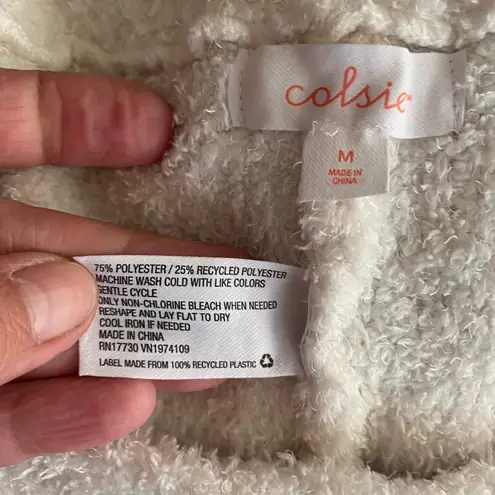 colsie
M
MADE IN
CHINA
75% POLYESTER / 25% RECYCLED POLYESTER
MACHINE WASH COLD WITH LIKE COLORS
GENTLE CYCLE
ONLY NON-CHLORINE BLEACH WHEN NEEDED
RESHAPE AND LAY FLAT TO DRY
COOL IRON IF NEEDED
MADE IN CHINA
RN17730 VN1974109
LABEL MADE FROM 100% RECYCLED PLASTIC